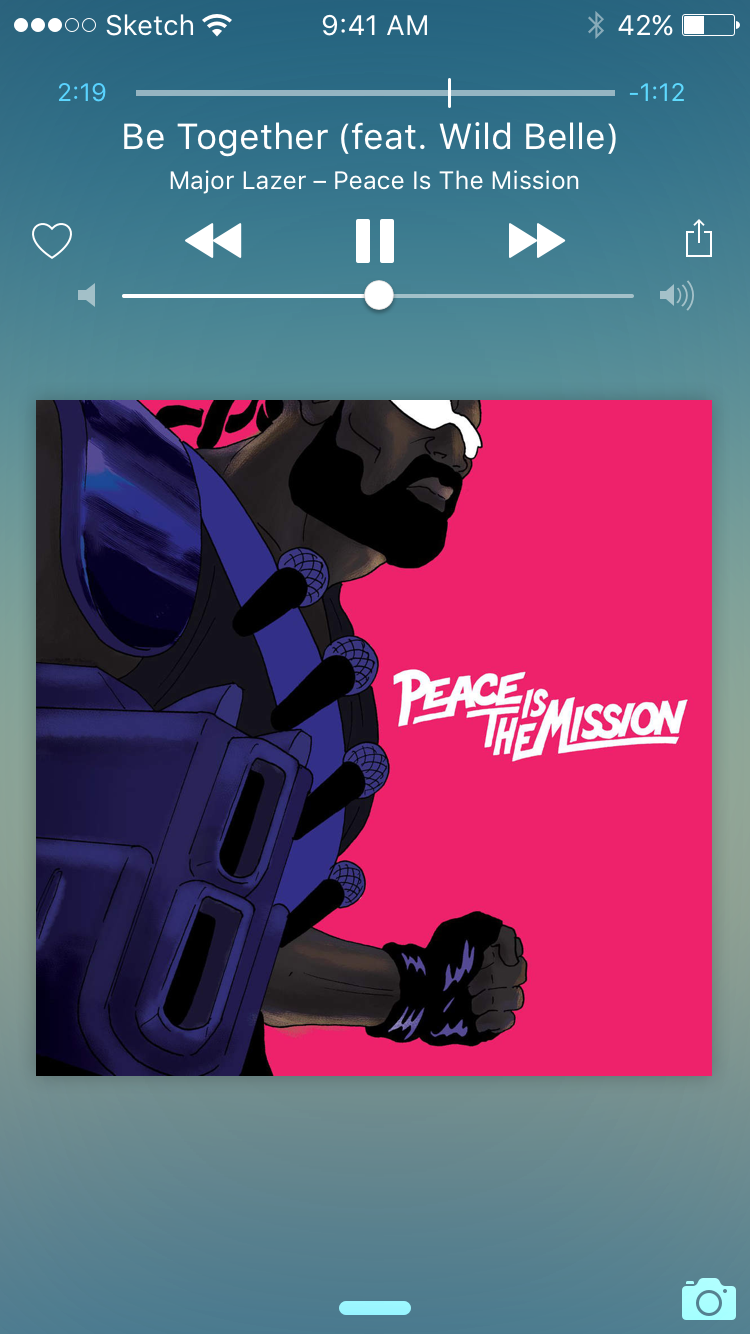 Sketch 9:41 AM 42%
2:19 -1:12
Be Together (feat. Wild Belle)
Major Lazer – Peace Is The Mission
PEACE IS
THE MISSION